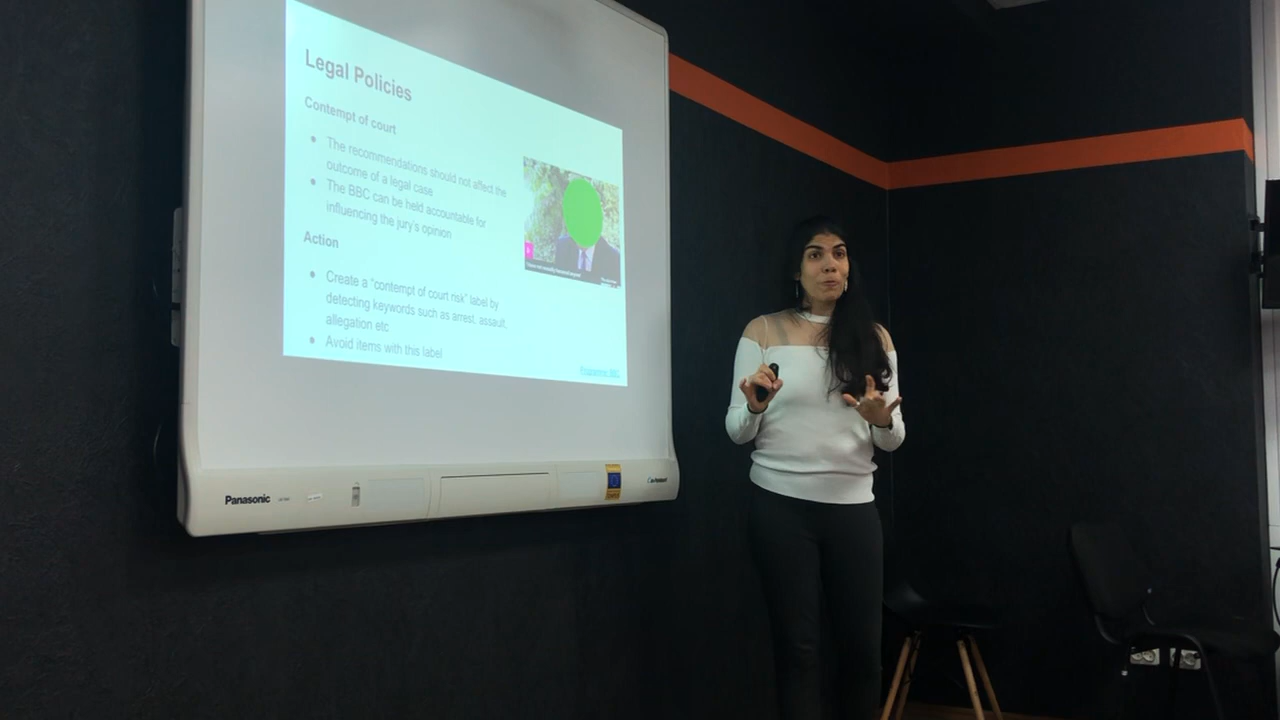 Legal Policies
Contempt of court
The recommendations should not affect the
outcome of a legal case
The BBC can be held accountable for
influencing the jury's opinion
Action
Create a “contempt of court risk” label by
detecting keywords such as arrest, assault,
allegation etc
Avoid items with this label
Panasonic